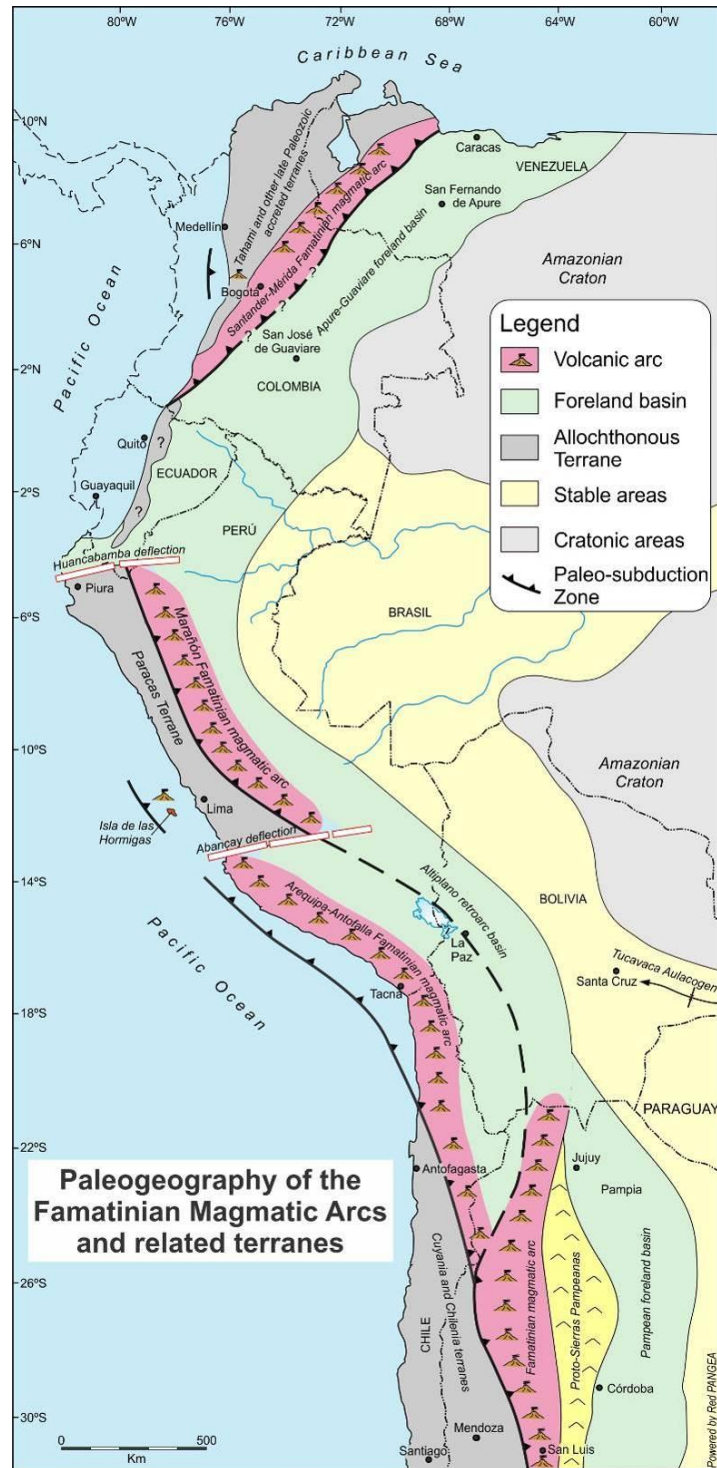 80°W
76°W
72°W
68°W
64°W
60°W
Caribbean Sea
10°N
Caracas
VENEZUELA
San Fernando
de Apure
Tahami and other late Paleozoic
accreted terranes
Medellín
6°N
Santander-Mérida Famatinian magmatic arc
Apure-Guaviare foreland basin
Amazonian
Craton
Bogota
?
?
?
San José
de Guaviare
Pacific Ocean
2°N
COLOMBIA
Legend
Volcanic arc
Foreland basin
Allochthonous
Terrane
Stable areas
Cratonic areas
Paleo-subduction
Zone
Quito
?
ECUADOR
Guayaquil
2°S
?
PERÚ
Huancabamba deflection
Piura
6°S
BRASIL
Marañón Famatinian magmatic arc
Paracas Terrane
10°S
Amazonian
Craton
Lima
Isla de las
Hormigas
Abançay deflection
14°S
Altiplano retroarc basin
BOLIVIA
Arequipa-Antofalla Famatinian magmatic arc
La
Paz
Tucavaca Aulacogen
Santa Cruz
Pacific Ocean
Tacna
18°S
PARAGUAY
22°S
Antofagasta
Jujuy
Pampia
Paleogeography of the
Famatinian Magmatic Arcs
and related terranes
26°S
Cuyania and Chilenia terranes
Famatinian magmatic arc
Proto-Sierras Pampeanas
Pampean foreland basin
CHILE
Córdoba
30°S
Mendoza
San Luis
Santiago
0
500
Km
Powered by Red PANGEA